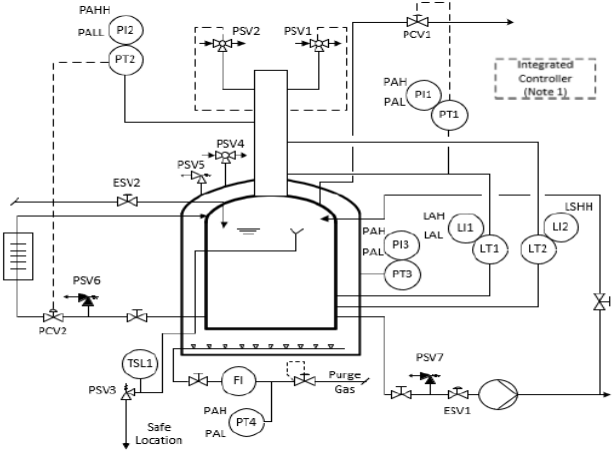 PAHH
PALL
PI2
PT2
PSV2
PSV1
PCV1
Integrated
Controller
(Note 1)
PAH
PAL
PI1
PT1
PSV4
PSV5
ESV2
LAH
LAL
LI1
LT1
LSHH
LI2
LT2
PAH
PAL
PI3
PT3
PSV6
PCV2
TSL1
PSV3
Safe
Location
FI
Purge
Gas
PAH
PAL
PT4
PSV7
ESV1